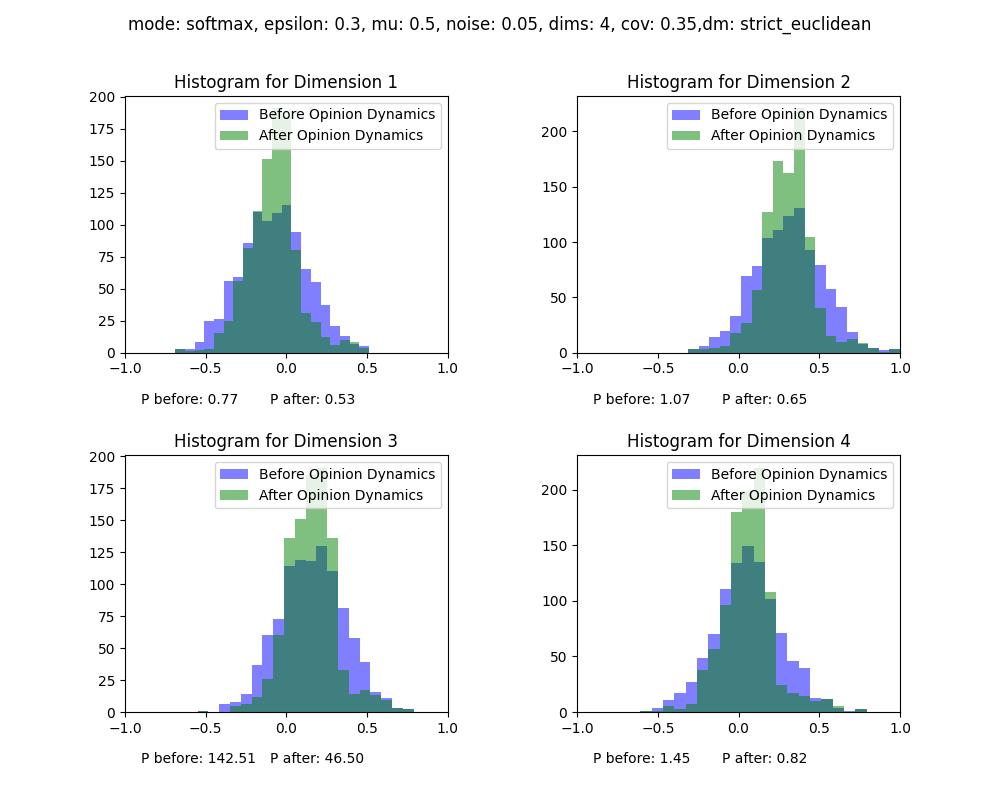 mode: softmax, epsilon: 0.3, mu: 0.5, noise: 0.05, dims: 4, cov: 0.35,dm: strict_euclidean
Histogram for Dimension 1
Before Opinion Dynamics
After Opinion Dynamics
200
175
150
125
100
75
50
25
0
−1.0 −0.5 0.0 0.5 1.0
P before: 0.77 P after: 0.53
Histogram for Dimension 2
Before Opinion Dynamics
After Opinion Dynamics
200
150
100
50
0
−1.0 −0.5 0.0 0.5 1.0
P before: 1.07 P after: 0.65
Histogram for Dimension 3
Before Opinion Dynamics
After Opinion Dynamics
200
175
150
125
100
75
50
25
0
−1.0 −0.5 0.0 0.5 1.0
P before: 142.51 P after: 46.50
Histogram for Dimension 4
Before Opinion Dynamics
After Opinion Dynamics
200
150
100
50
0
−1.0 −0.5 0.0 0.5 1.0
P before: 1.45 P after: 0.82